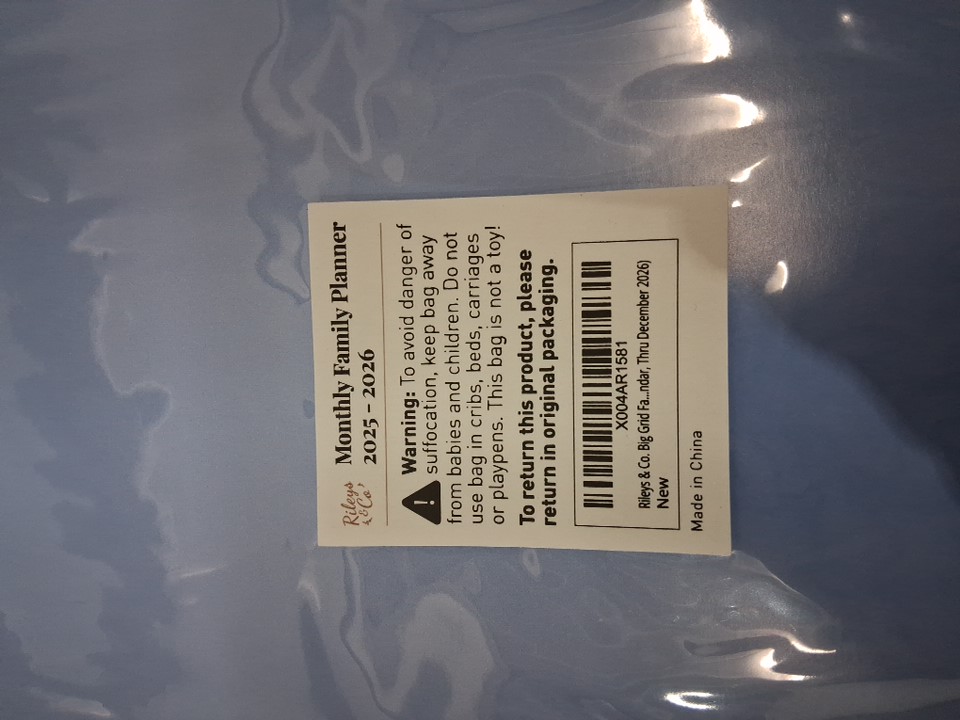 Rileys & Co
Monthly Family Planner
2025 - 2026
Warning: To avoid danger of
suffocation, keep bag away
from babies and children. Do not
use bag in cribs, beds, carriages
or playpens. This bag is not a toy!
To return this product, please
return in original packaging.
X004AR1581
Rileys & Co. Big Grid Fa...ndar, Thru December 2026)
New
Made in China